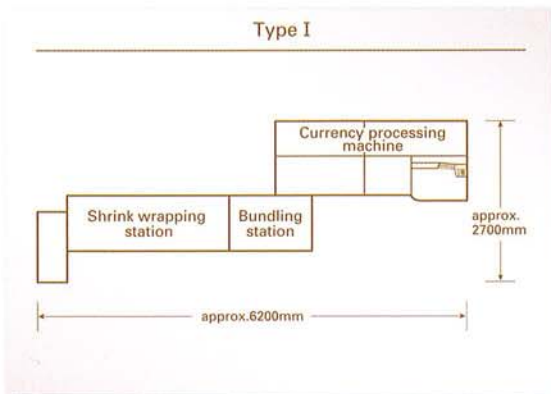 Type I
Currency processing
machine
Shrink wrapping
station
Bundling
station
approx.
2700mm
approx.6200mm